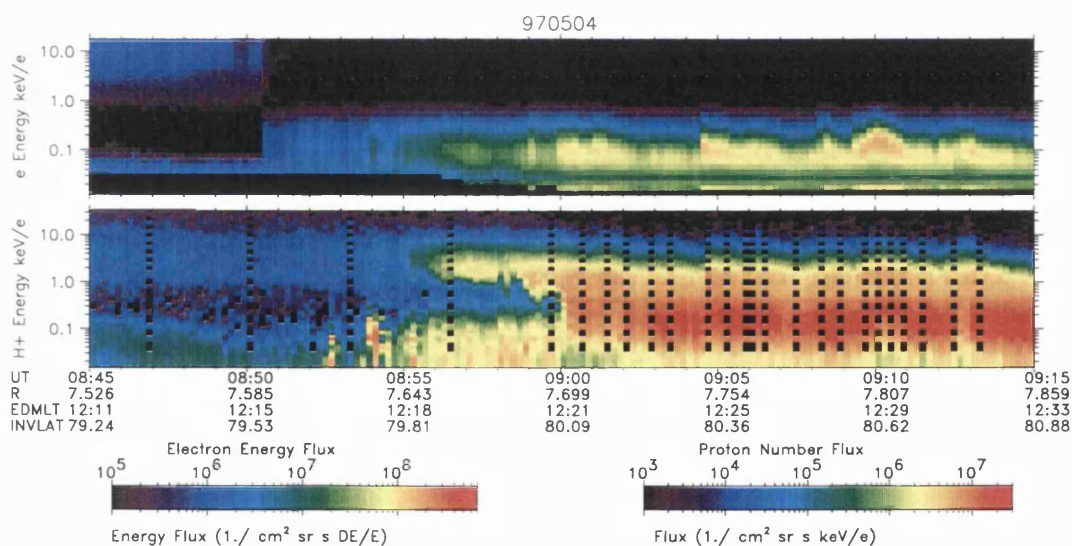 970504
e Energy keV/e
10.0
1.0
0.1
H+ Energy keV/e
10.0
1.0
0.1
UT 08:45 08:50 08:55 09:00 09:05 09:10 09:15
R 7.526 7.585 7.643 7.699 7.754 7.807 7.859
EDMLT 12:11 12:15 12:18 12:21 12:25 12:29 12:33
INVLAT 79.24 79.53 79.81 80.09 80.36 80.62 80.88
Electron Energy Flux Proton Number Flux
10^5 10^6 10^7 10^8 10^3 10^4 10^5 10^6 10^7
Energy Flux (1./ cm^2 sr s DE/E) Flux (1./ cm^2 sr s keV/e)